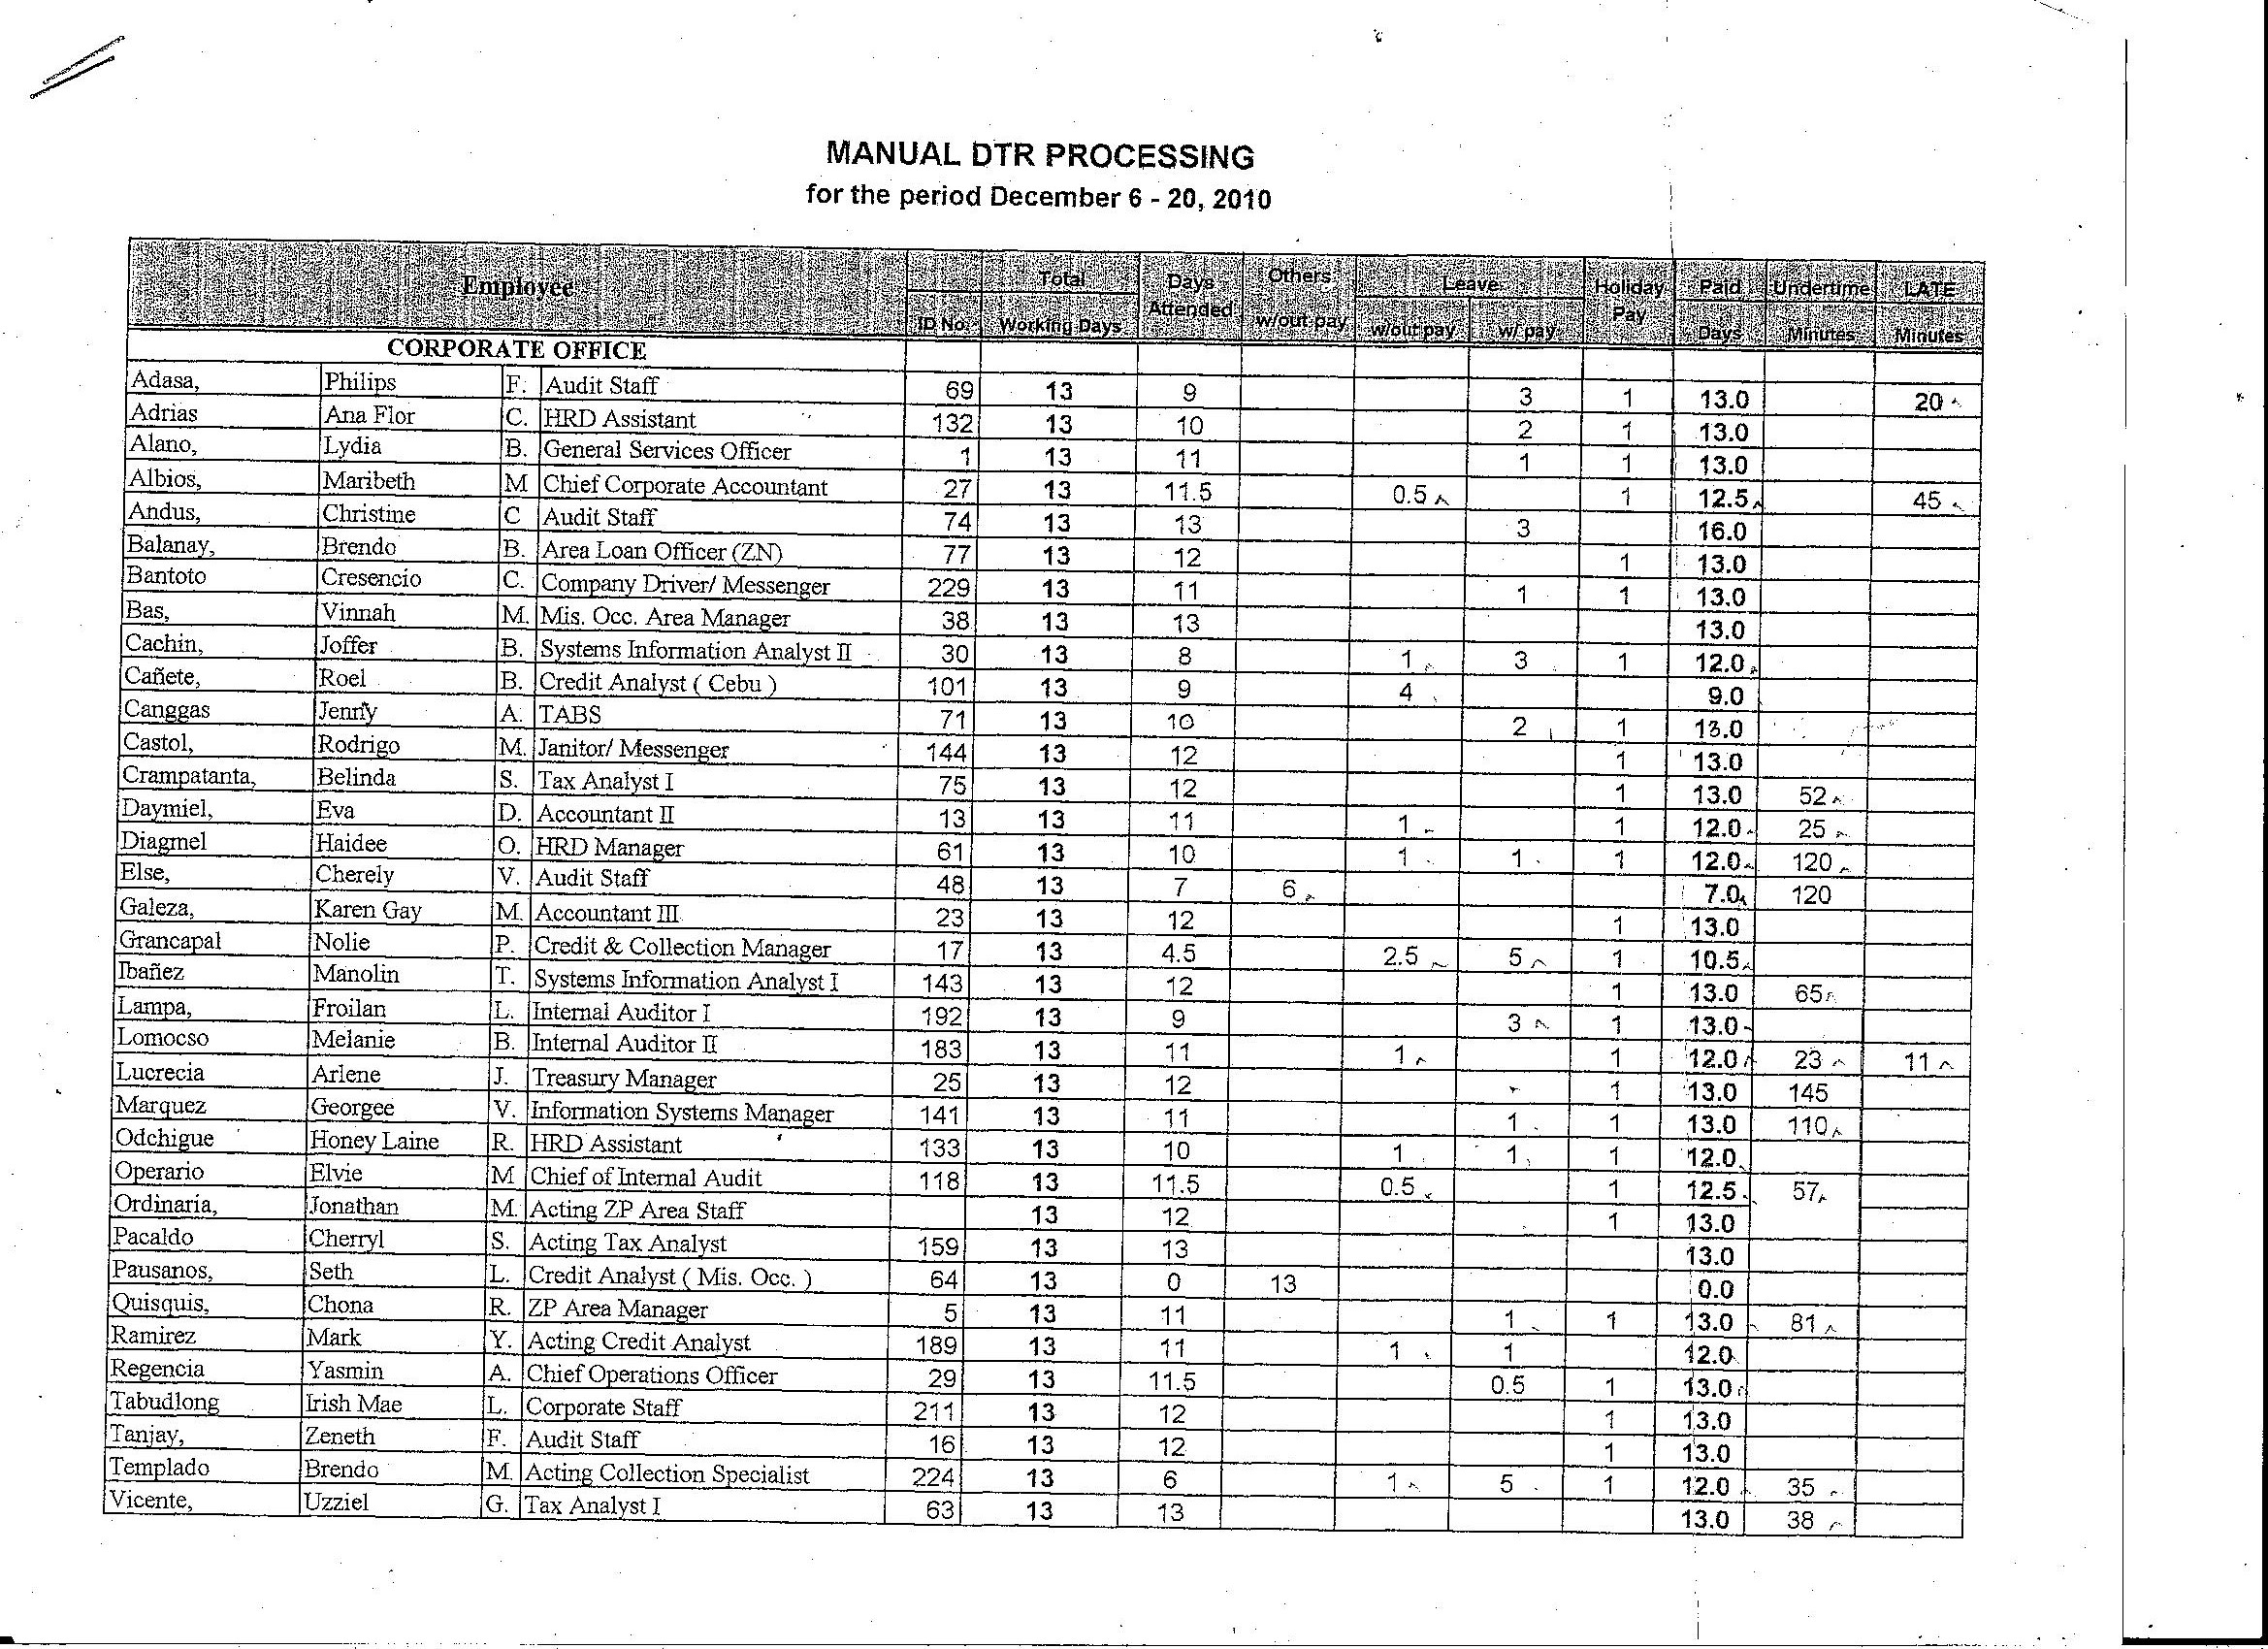 MANUAL DTR PROCESSING
for the period December 6 - 20, 2010
Employee ID No. Total Working Days Days Attended Others w/out pay Leave w/out pay w/ pay Holiday Pay Paid Days Undertime Minutes LATE Minutes
CORPORATE OFFICE
Adasa, Philips F. Audit Staff 69 13 9 3 1 13.0 20
Adrias Ana Flor C. HRD Assistant 132 13 10 2 1 13.0
Alano, Lydia B. General Services Officer 1 13 11 1 1 13.0
Albios, Maribeth M Chief Corporate Accountant 27 13 11.5 0.5 1 12.5 45
Andus, Christine C Audit Staff 74 13 13 3 16.0
Balanay, Brendo B. Area Loan Officer (ZN) 77 13 12 1 13.0
Bantoto Cresencio C. Company Driver/ Messenger 229 13 11 1 1 13.0
Bas, Vinnah M. Mis. Occ. Area Manager 38 13 13 13.0
Cachin, Joffer B. Systems Information Analyst II 30 13 8 1 3 1 12.0
Cañete, Roel B. Credit Analyst ( Cebu ) 101 13 9 4 9.0
Canggas Jenny A. TABS 71 13 10 2 1 13.0
Castol, Rodrigo M. Janitor/ Messenger 144 13 12 1 13.0
Crampatanta, Belinda S. Tax Analyst I 75 13 12 1 13.0 52
Daymiel, Eva D. Accountant II 13 13 11 1 1 12.0 25
Diagmel Haidee O. HRD Manager 61 13 10 1 1 1 12.0 120
Else, Cherely V. Audit Staff 48 13 7 6 7.0 120
Galeza, Karen Gay M. Accountant III 23 13 12 1 13.0
Grancapal Nolie P. Credit & Collection Manager 17 13 4.5 2.5 5 1 10.5
Ibañez Manolin T. Systems Information Analyst I 143 13 12 1 13.0 65
Lampa, Froilan L. Internal Auditor I 192 13 9 3 1 13.0
Lomocso Melanie B. Internal Auditor II 183 13 11 1 1 12.0 23 11
Lucrecia Arlene J. Treasury Manager 25 13 12 1 13.0 145
Marquez Georgee V. Information Systems Manager 141 13 11 1 1 13.0 110
Odchigue Honey Laine R. HRD Assistant 133 13 10 1 1 1 12.0
Operario Elvie M Chief of Internal Audit 118 13 11.5 0.5 1 12.5 57
Ordinaria, Jonathan M. Acting ZP Area Staff 13 12 1 13.0
Pacaldo Cherryl S. Acting Tax Analyst 159 13 13 13.0
Pausanos, Seth L. Credit Analyst ( Mis. Occ. ) 64 13 0 13 0.0
Quisquis, Chona R. ZP Area Manager 5 13 11 1 1 13.0 81
Ramirez Mark Y. Acting Credit Analyst 189 13 11 1 1 12.0
Regencia Yasmin A. Chief Operations Officer 29 13 11.5 0.5 1 13.0
Tabudlong Irish Mae L. Corporate Staff 211 13 12 1 13.0
Tanjay, Zeneth F. Audit Staff 16 13 12 1 13.0
Templado Brendo M. Acting Collection Specialist 224 13 6 1 5 1 12.0 35
Vicente, Uzziel G. Tax Analyst I 63 13 13 13.0 38